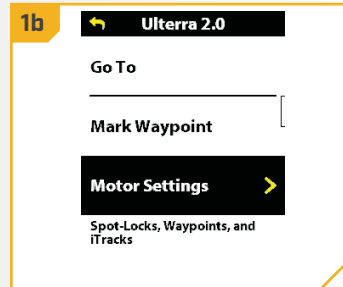 1b
Ulterra 2.0
Go To
Mark Waypoint
Motor Settings
Spot-Locks, Waypoints, and
iTracks